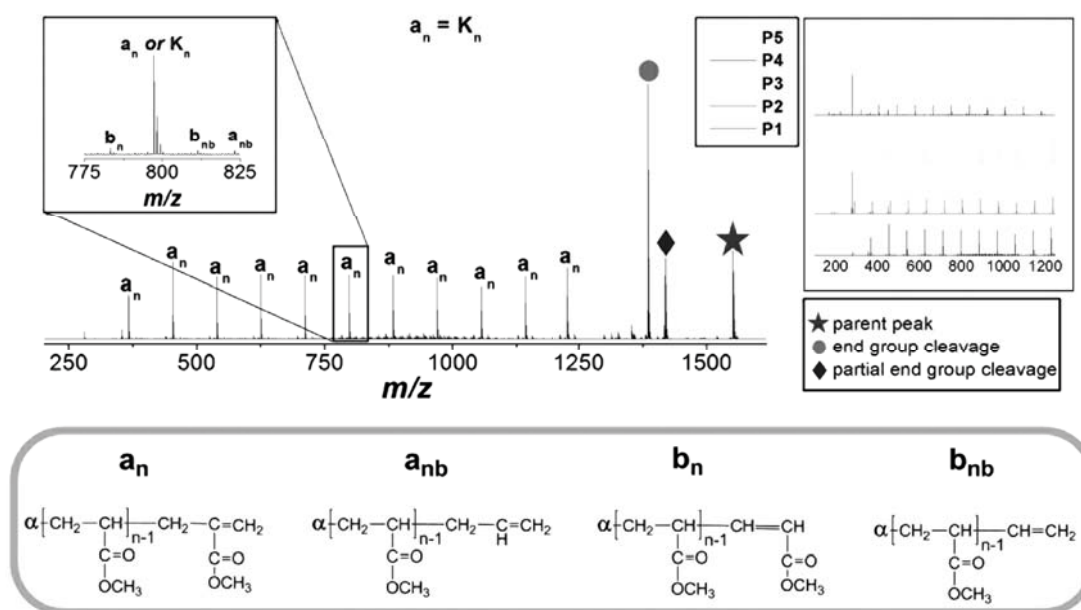 a_n or K_n
b_n
b_nb
a_nb
775
800
825
m/z
a_n = K_n
a_n
a_n
a_n
a_n
a_n
a_n
a_n
a_n
a_n
a_n
a_n
250
500
750
1000
1250
1500
m/z
P5
P4
P3
P2
P1
200
400
600
800
1000
1200
parent peak
end group cleavage
partial end group cleavage
a_n
a_nb
b_n
b_nb
α[CH₂—CH]n-1—CH₂—C=CH₂
C=O C=O
OCH₃ OCH₃
α[CH₂—CH]n-1—CH₂—C=CH₂
H
C=O
OCH₃
α[CH₂—CH]n-1—CH=CH
C=O C=O
OCH₃ OCH₃
α[CH₂—CH]n-1—CH=CH₂
C=O
OCH₃